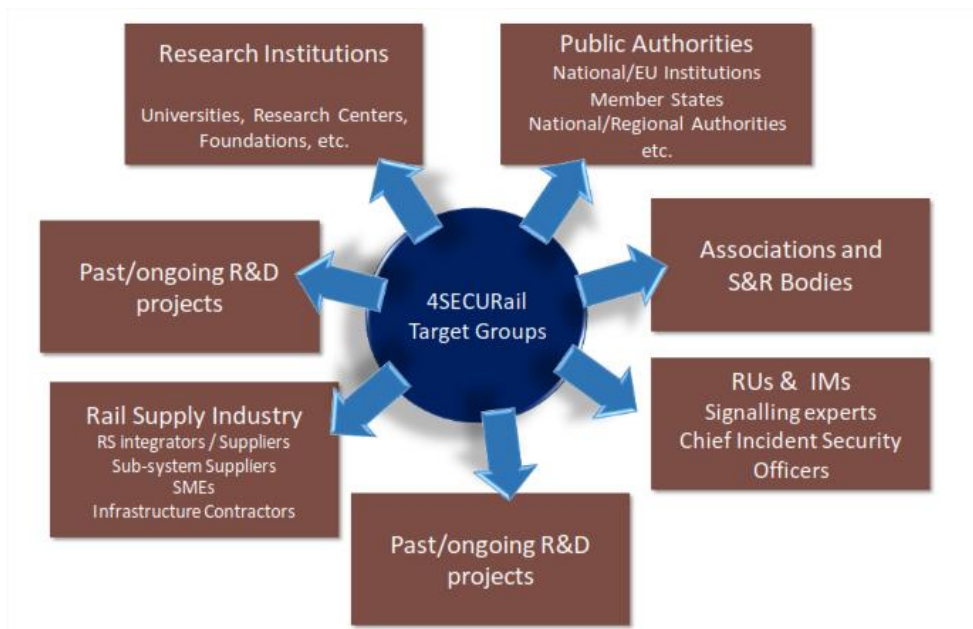 Research Institutions
Universities, Research Centers,
Foundations, etc.
Public Authorities
National/EU Institutions
Member States
National/Regional Authorities
etc.
Past/ongoing R&D
projects
4SECURail
Target Groups
Associations and
S&R Bodies
Rail Supply Industry
RS integrators / Suppliers
Sub-system Suppliers
SMEs
Infrastructure Contractors
RUs & IMs
Signalling experts
Chief Incident Security
Officers
Past/ongoing R&D
projects